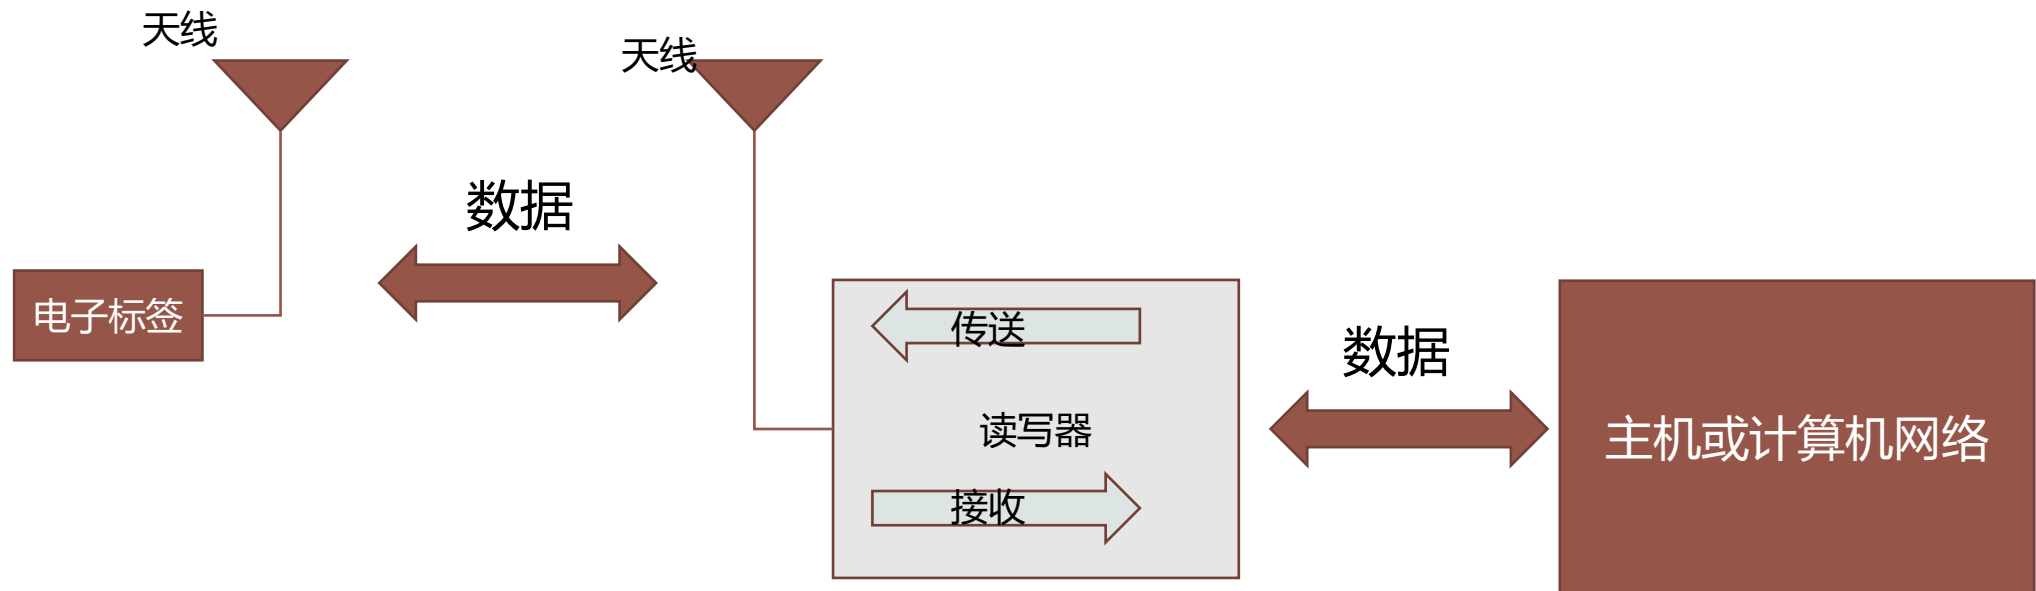 天线
天线
数据
电子标签
传送
数据
读写器
主机或计算机网络
接收